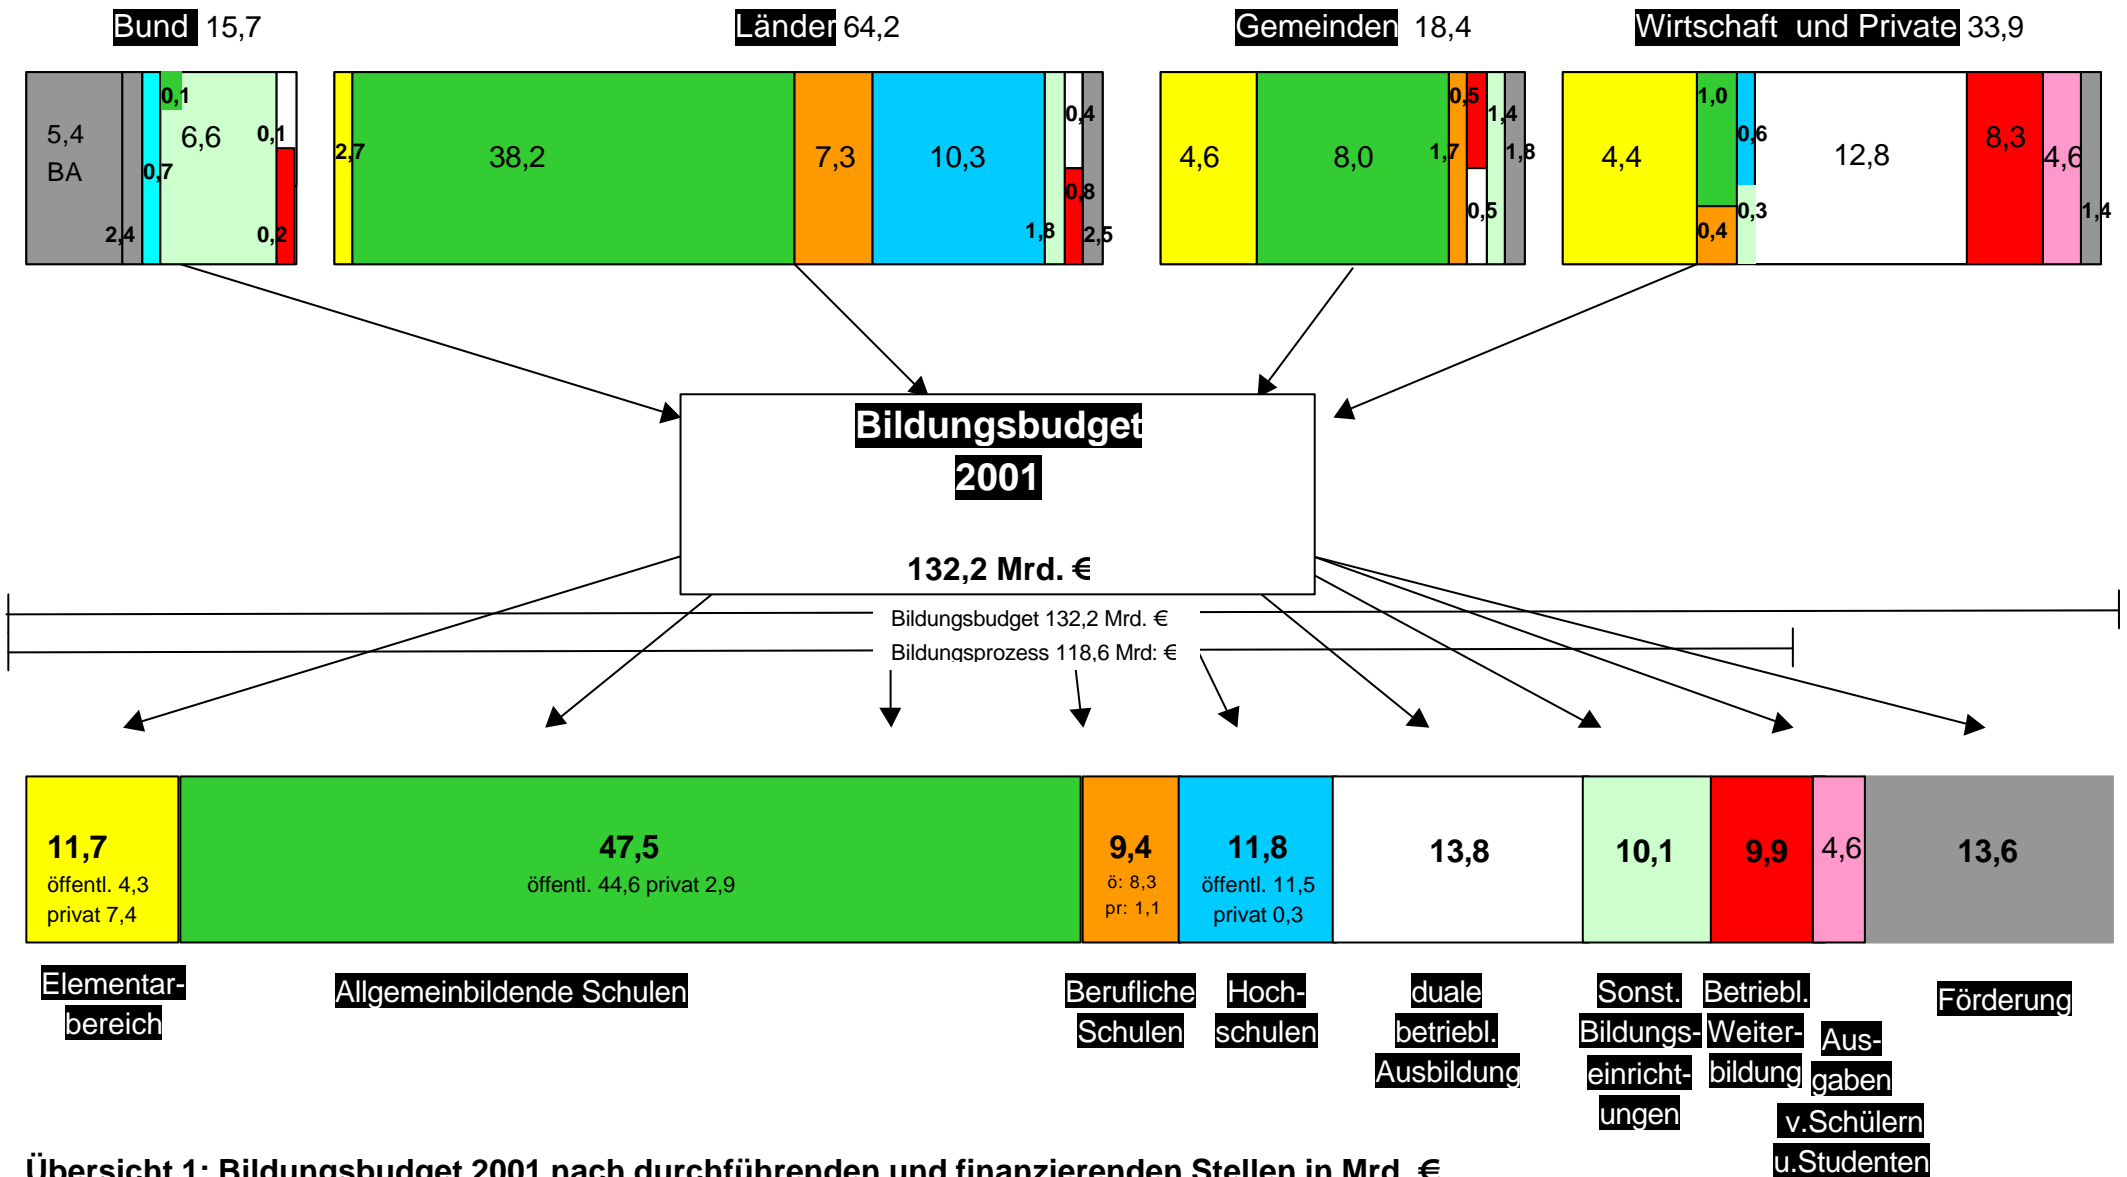 Bund 15,7
Länder 64,2
Gemeinden 18,4
Wirtschaft und Private 33,9
5,4
BA
2,4
0,7
0,1
6,6
0,1
0,2
2,7
38,2
7,3
10,3
1,8
0,4
0,8
2,5
4,6
8,0
1,7
0,5
0,5
1,4
1,8
4,4
1,0
0,4
0,6
0,3
12,8
8,3
4,6
1,4
Bildungsbudget
2001
132,2 Mrd. €
Bildungsbudget 132,2 Mrd. €
Bildungsprozess 118,6 Mrd: €
11,7
öffentl. 4,3
privat 7,4
47,5
öffentl. 44,6 privat 2,9
9,4
ö: 8,3
pr: 1,1
11,8
öffentl. 11,5
privat 0,3
13,8
10,1
9,9
4,6
13,6
Elementar-
bereich
Allgemeinbildende Schulen
Berufliche
Schulen
Hoch-
schulen
duale
betriebl.
Ausbildung
Sonst.
Bildungs-
einricht-
ungen
Betriebl.
Weiter-
bildung
Aus-
gaben
v.Schülern
u.Studenten
Förderung
Übersicht 1: Bildungsbudget 2001 nach durchführenden und finanzierenden Stellen in Mrd. €